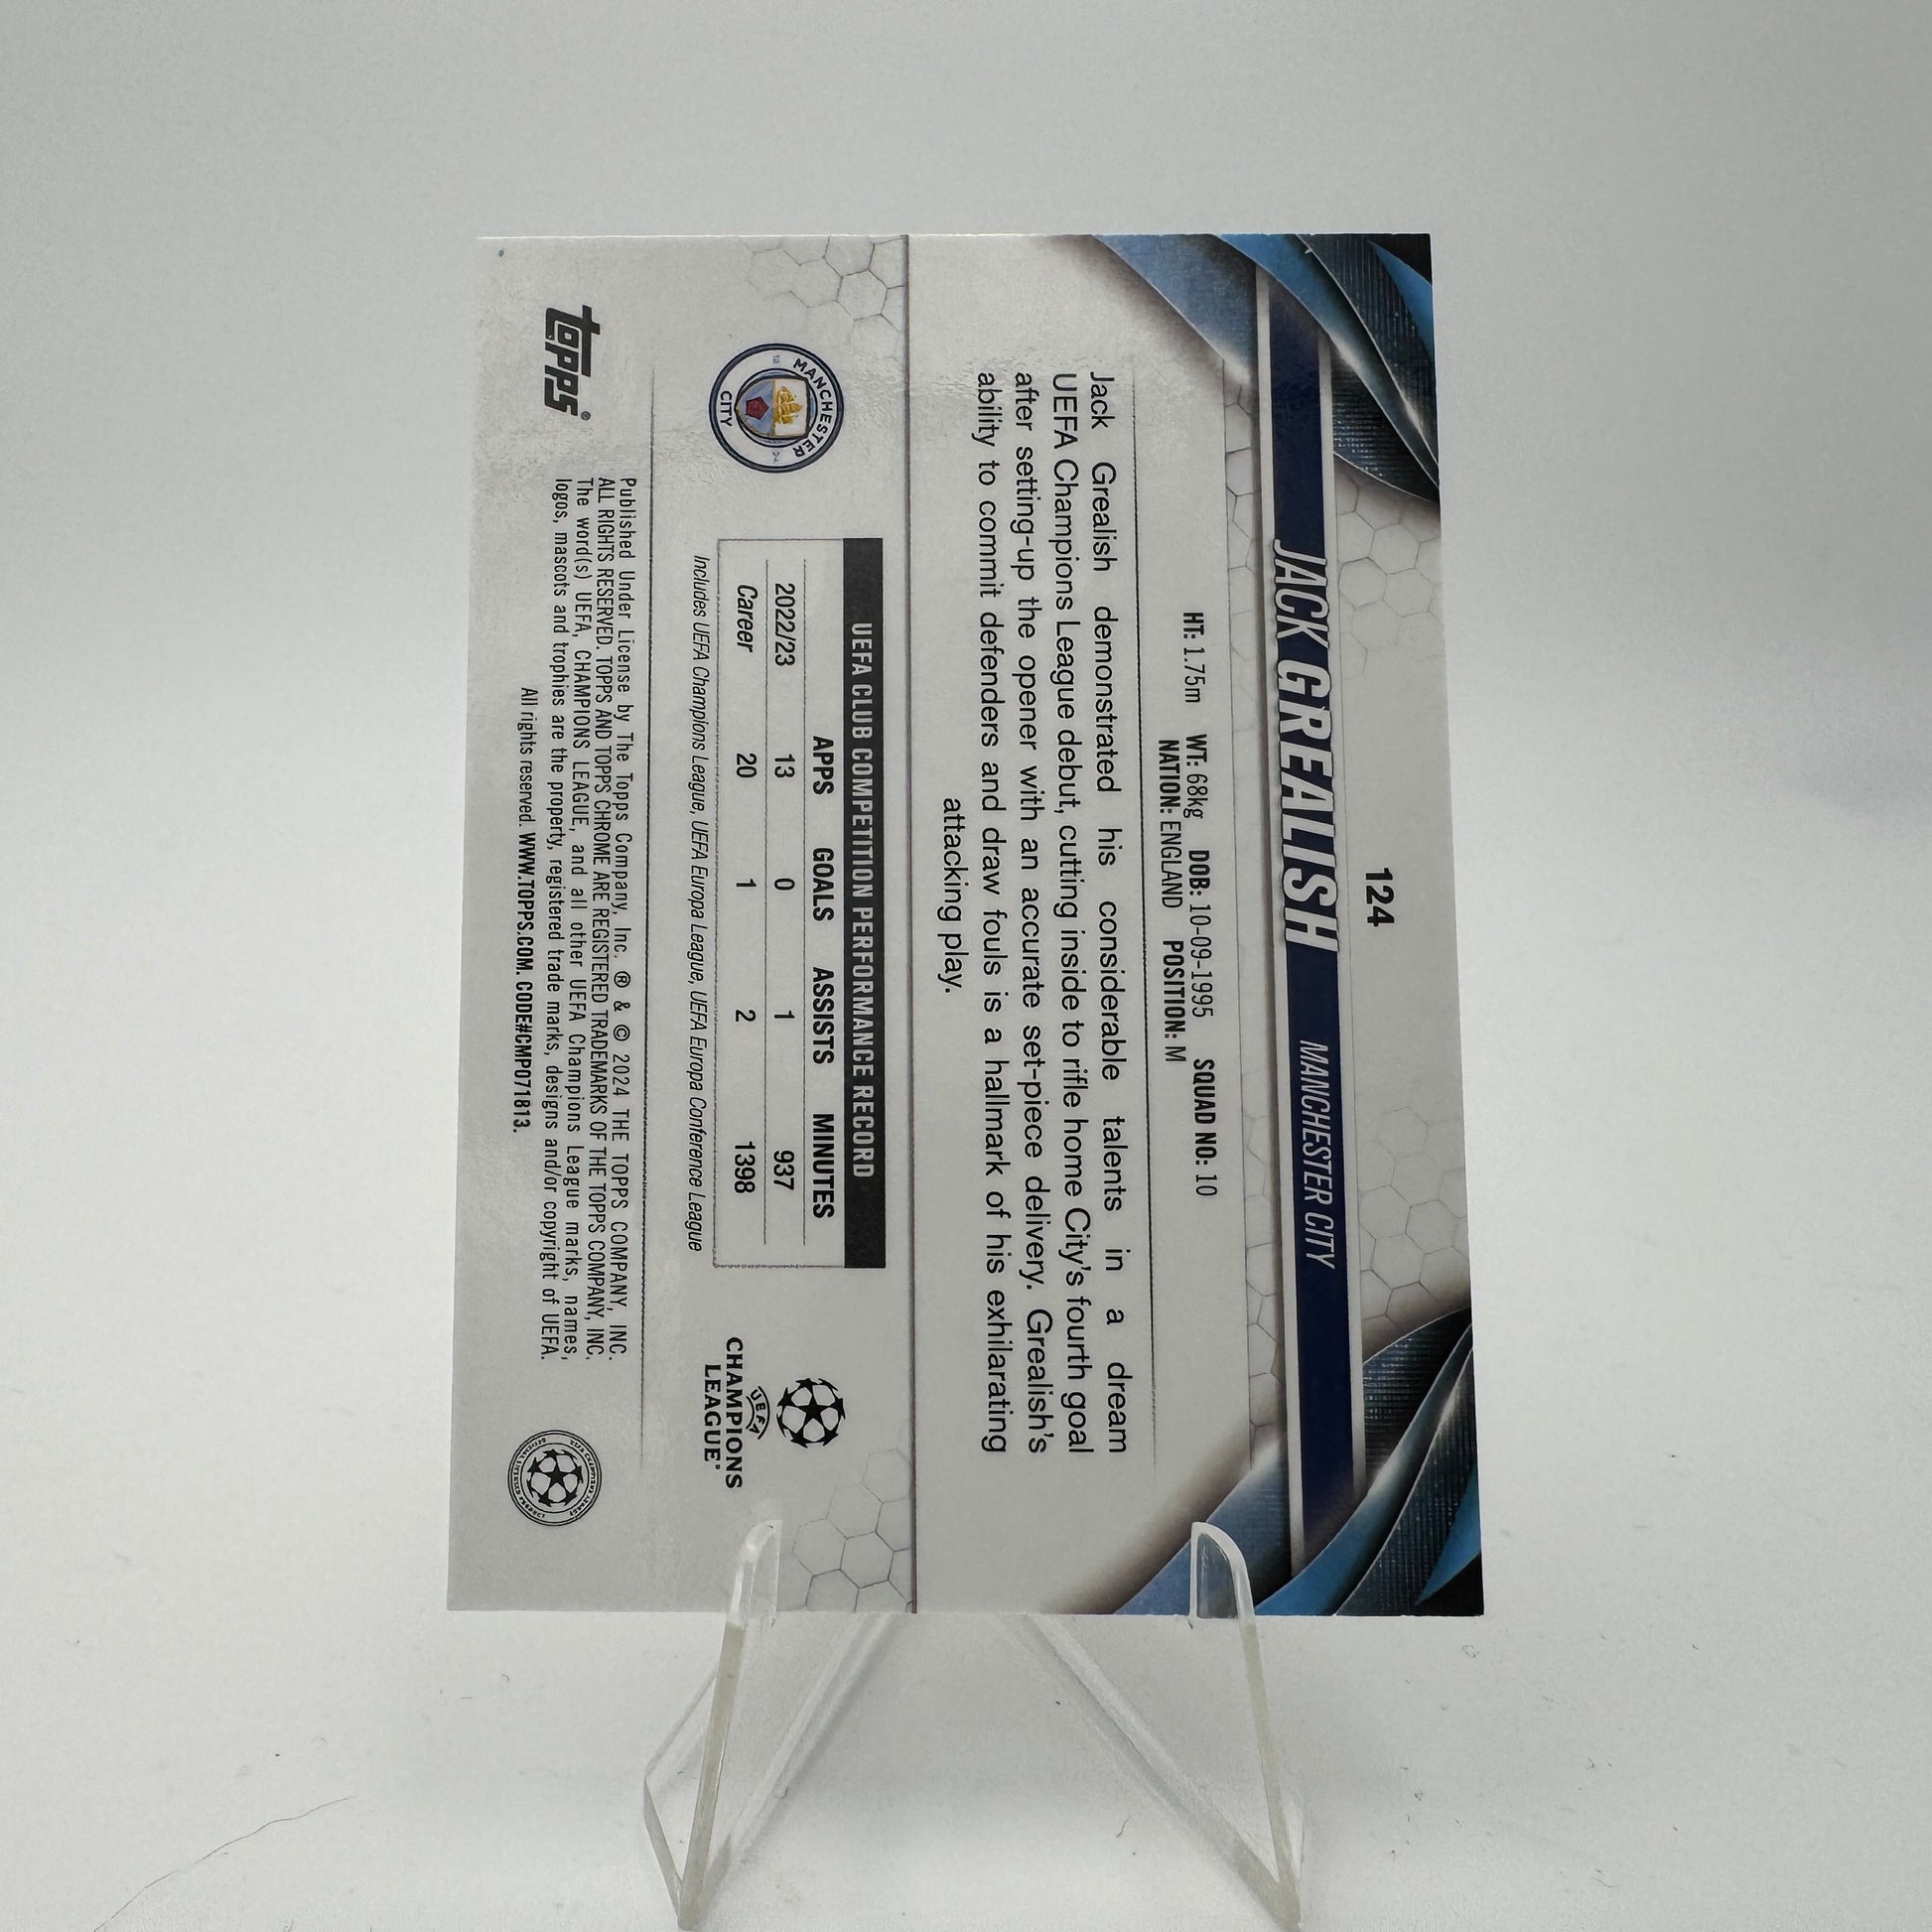 124
JACK GREALISH MANCHESTER CITY
HT: 1.75m WT: 68kg DOB: 10-09-1995 SQUAD NO: 10
NATION: ENGLAND POSITION: M
Jack Grealish demonstrated his considerable talents in a dream
UEFA Champions League debut, cutting inside to rifle home City's fourth goal
after setting-up the opener with an accurate set-piece delivery. Grealish's
ability to commit defenders and draw fouls is a hallmark of his exhilarating
attacking play.
MANCHESTER
CITY
UEFA CLUB COMPETITION PERFORMANCE RECORD
APPS GOALS ASSISTS MINUTES
2022/23 13 0 1 937
Career 20 1 2 1398
Includes UEFA Champions League, UEFA Europa League, UEFA Europa Conference League
UEFA
CHAMPIONS
LEAGUE®
topps®
Published Under License by The Topps Company, Inc. ® & © 2024 THE TOPPS COMPANY, INC.
ALL RIGHTS RESERVED. TOPPS AND TOPPS CHROME ARE REGISTERED TRADEMARKS OF THE TOPPS COMPANY, INC.
The word(s) UEFA, CHAMPIONS LEAGUE, and all other UEFA Champions League marks, names,
logos, mascots and trophies are the property, registered trade marks, designs and/or copyright of UEFA.
All rights reserved. WWW.TOPPS.COM. CODE#CMP071813.